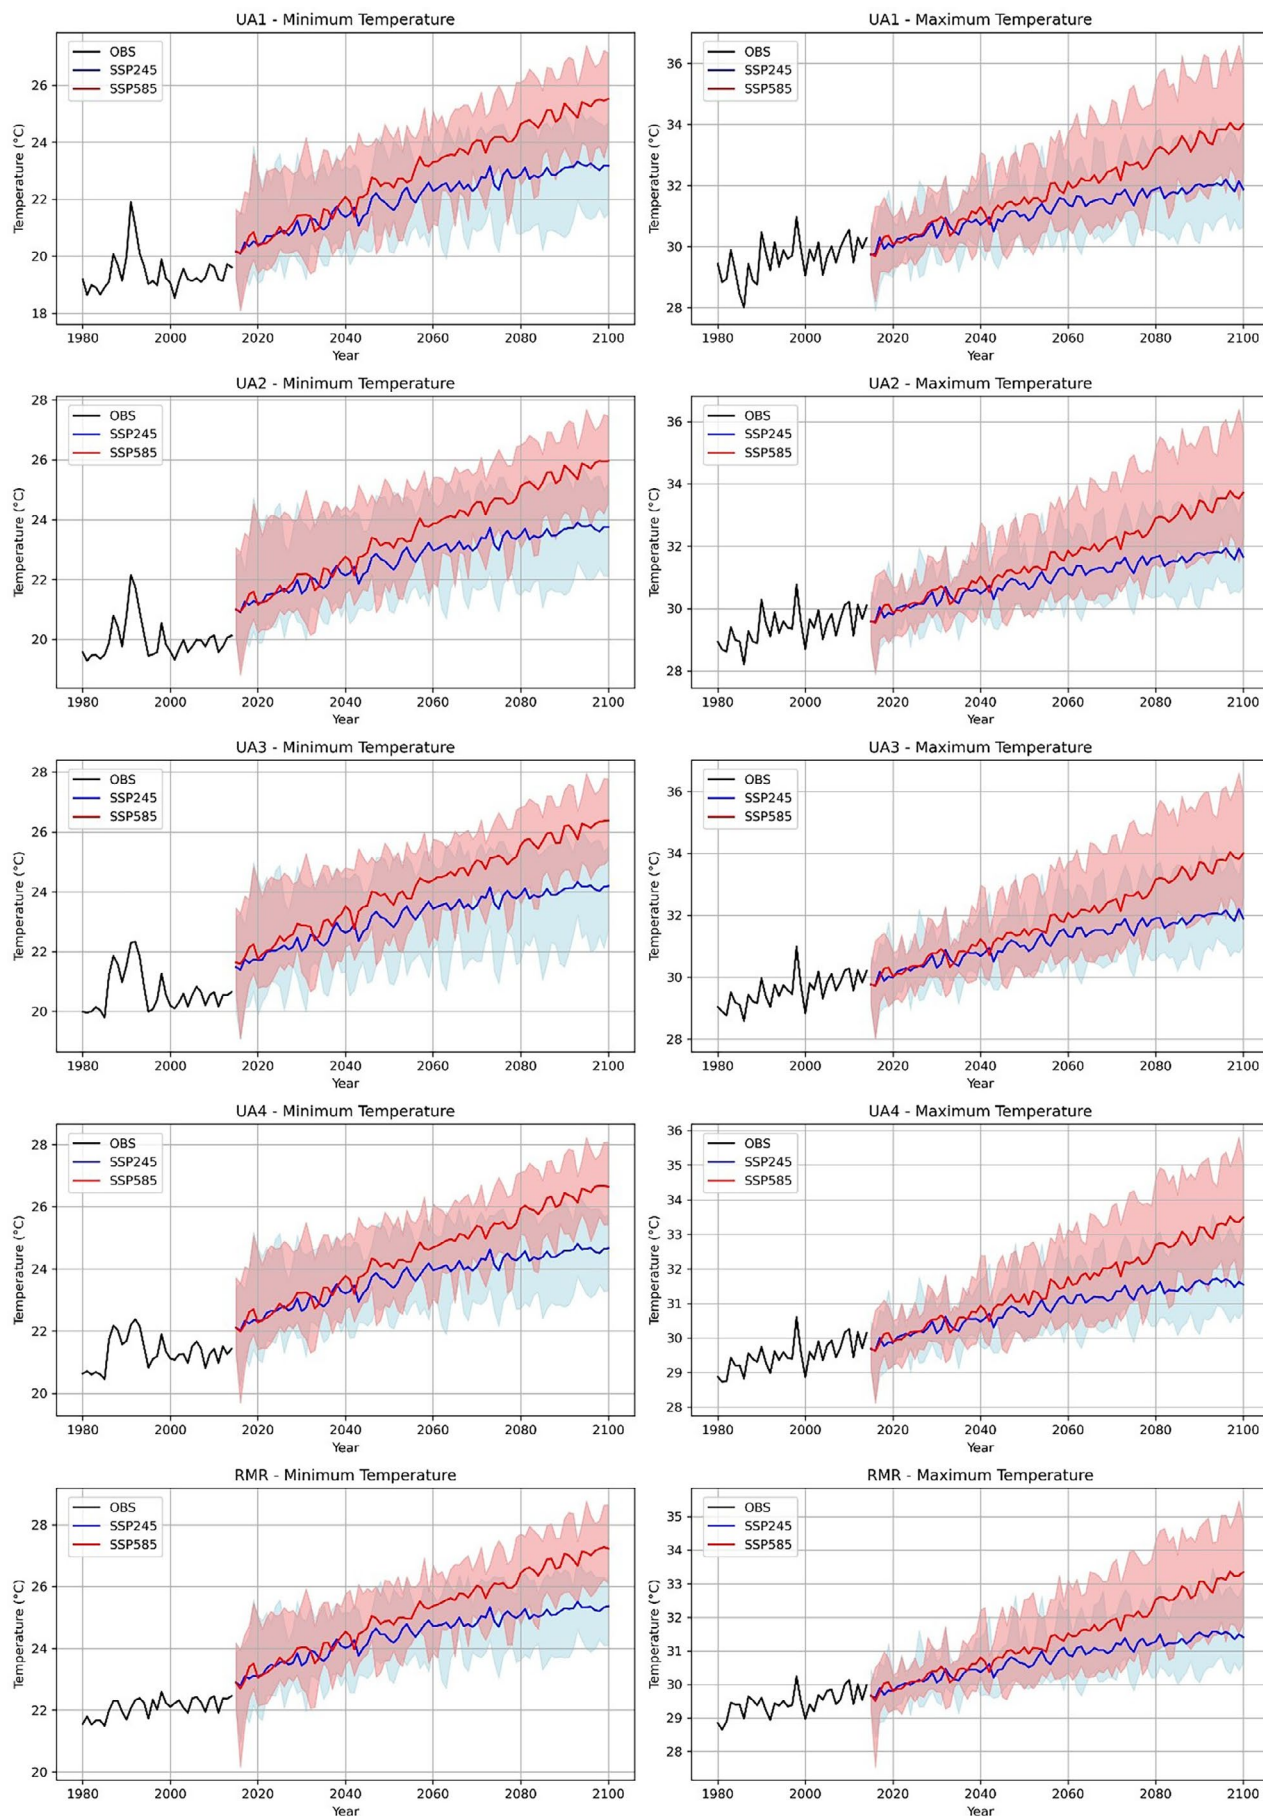 UA1 - Minimum Temperature
OBS
SSP245
SSP585
Temperature (°C)
26
24
22
20
18
1980 2000 2020 2040 2060 2080 2100
Year
UA1 - Maximum Temperature
OBS
SSP245
SSP585
Temperature (°C)
36
34
32
30
28
1980 2000 2020 2040 2060 2080 2100
Year
UA2 - Minimum Temperature
OBS
SSP245
SSP585
Temperature (°C)
28
26
24
22
20
1980 2000 2020 2040 2060 2080 2100
Year
UA2 - Maximum Temperature
OBS
SSP245
SSP585
Temperature (°C)
36
34
32
30
28
1980 2000 2020 2040 2060 2080 2100
Year
UA3 - Minimum Temperature
OBS
SSP245
SSP585
Temperature (°C)
28
26
24
22
20
1980 2000 2020 2040 2060 2080 2100
Year
UA3 - Maximum Temperature
OBS
SSP245
SSP585
Temperature (°C)
36
34
32
30
28
1980 2000 2020 2040 2060 2080 2100
Year
UA4 - Minimum Temperature
OBS
SSP245
SSP585
Temperature (°C)
28
26
24
22
20
1980 2000 2020 2040 2060 2080 2100
Year
UA4 - Maximum Temperature
OBS
SSP245
SSP585
Temperature (°C)
36
35
34
33
32
31
30
29
28
1980 2000 2020 2040 2060 2080 2100
Year
RMR - Minimum Temperature
OBS
SSP245
SSP585
Temperature (°C)
28
26
24
22
20
1980 2000 2020 2040 2060 2080 2100
Year
RMR - Maximum Temperature
OBS
SSP245
SSP585
Temperature (°C)
35
34
33
32
31
30
29
28
1980 2000 2020 2040 2060 2080 2100
Year